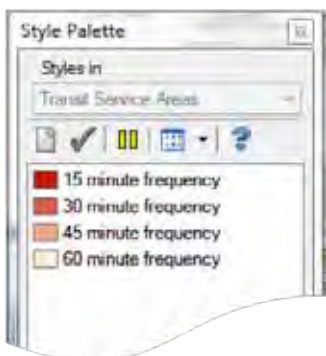 Style Palette
Styles in
Transit Service Areas
15 minute frequency
30 minute frequency
45 minute frequency
60 minute frequency